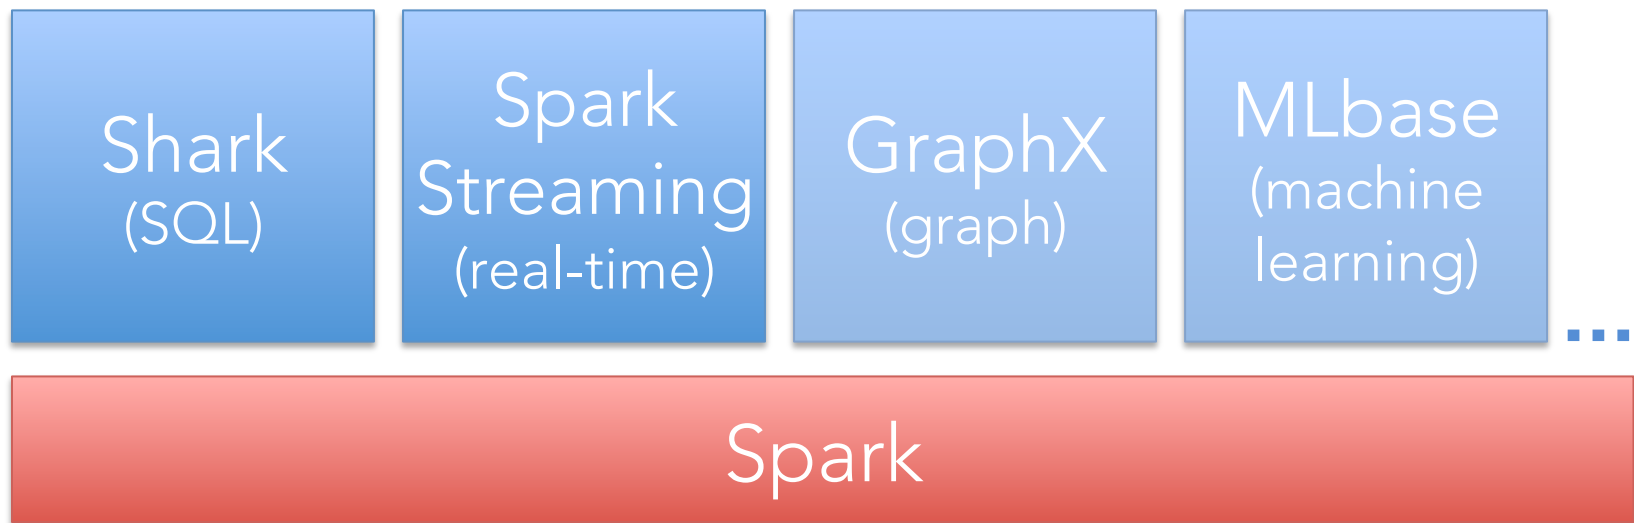 Shark
(SQL)
Spark
Streaming
(real-time)
GraphX
(graph)
MLbase
(machine
learning)
...
Spark